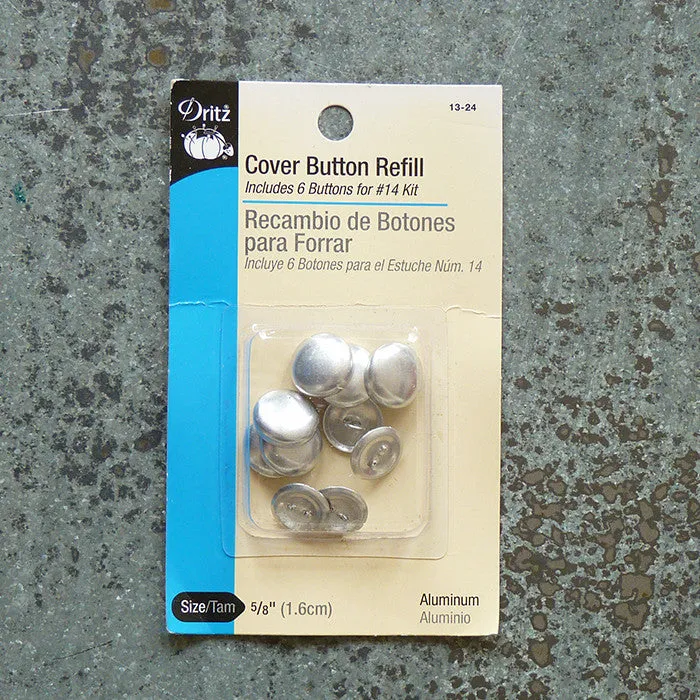 Dritz®
13-24
Cover Button Refill
Includes 6 Buttons for #14 Kit
Recambio de Botones
para Forrar
Incluye 6 Botones para el Estuche Núm. 14
Size/Tam
5/8" (1.6cm)
Aluminum
Aluminio